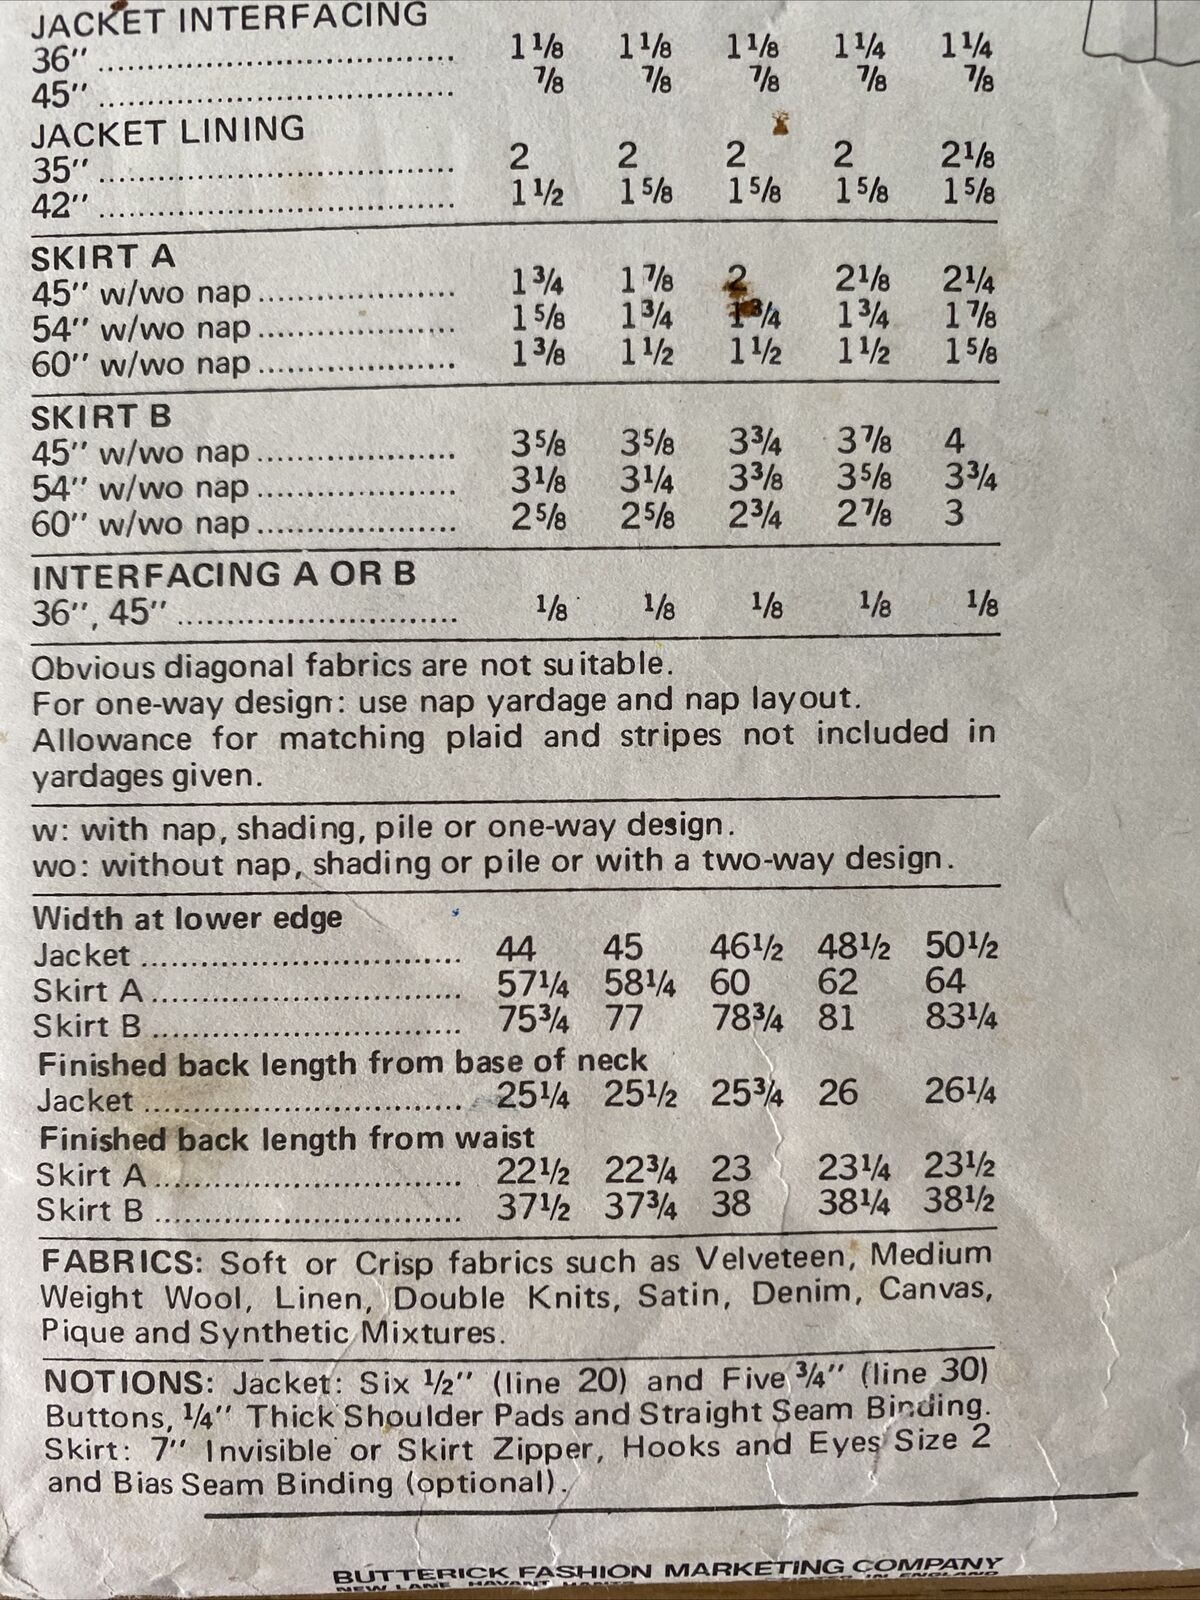 JACKET INTERFACING
36" ........................................ 1 1/8 1 1/8 1 1/8 1 1/4 1 1/4
45" ........................................ 7/8 7/8 7/8 7/8 7/8
JACKET LINING
35" ........................................ 2 2 2 2 2 1/8
42" ........................................ 1 1/2 1 5/8 1 5/8 1 5/8 1 5/8
SKIRT A
45" w/wo nap ...................... 1 3/4 1 7/8 2 2 1/8 2 1/4
54" w/wo nap ...................... 1 5/8 1 3/4 1 3/4 1 3/4 1 7/8
60" w/wo nap ...................... 1 3/8 1 1/2 1 1/2 1 1/2 1 5/8
SKIRT B
45" w/wo nap ...................... 3 5/8 3 5/8 3 3/4 3 7/8 4
54" w/wo nap ...................... 3 1/8 3 1/4 3 3/8 3 5/8 3 3/4
60" w/wo nap ...................... 2 5/8 2 5/8 2 3/4 2 7/8 3
INTERFACING A OR B
36", 45" ............................... 1/8 1/8 1/8 1/8 1/8
Obvious diagonal fabrics are not suitable.
For one-way design: use nap yardage and nap layout.
Allowance for matching plaid and stripes not included in
yardages given.
w: with nap, shading, pile or one-way design.
wo: without nap, shading or pile or with a two-way design.
Width at lower edge
Jacket .................................... 44 45 46 1/2 48 1/2 50 1/2
Skirt A ................................... 57 1/4 58 1/4 60 62 64
Skirt B ................................... 75 3/4 77 78 3/4 81 83 1/4
Finished back length from base of neck
Jacket .................................... 25 1/4 25 1/2 25 3/4 26 26 1/4
Finished back length from waist
Skirt A ................................... 22 1/2 22 3/4 23 23 1/4 23 1/2
Skirt B ................................... 37 1/2 37 3/4 38 38 1/4 38 1/2
FABRICS: Soft or Crisp fabrics such as Velveteen, Medium
Weight Wool, Linen, Double Knits, Satin, Denim, Canvas,
Pique and Synthetic Mixtures.
NOTIONS: Jacket: Six 1/2" (line 20) and Five 3/4" (line 30)
Buttons, 1/4" Thick Shoulder Pads and Straight Seam Binding.
Skirt: 7" Invisible or Skirt Zipper, Hooks and Eyes Size 2
and Bias Seam Binding (optional).
BUTTERICK FASHION MARKETING COMPANY
NEW LANE HAVANT HANTS PRINTED IN ENGLAND